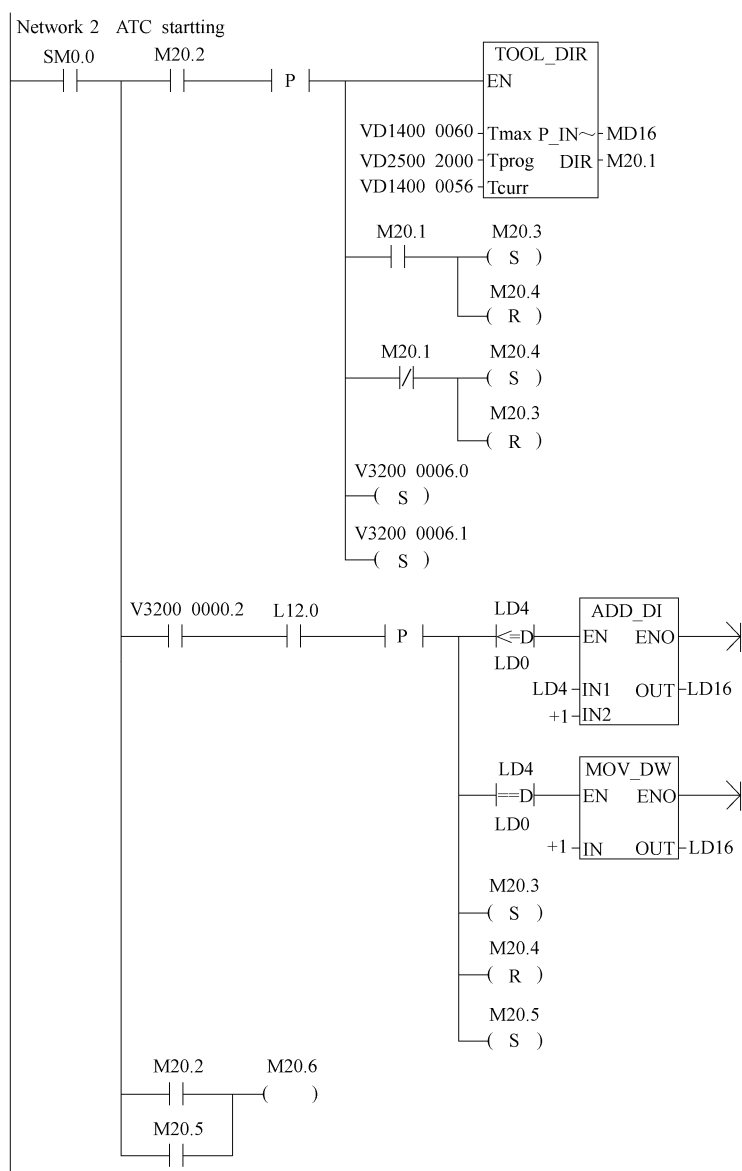 Network 2 ATC startting
SM0.0 M20.2 TOOL_DIR
P EN
VD1400 0060 Tmax P_IN~ MD16
VD2500 2000 Tprog DIR M20.1
VD1400 0056 Tcurr
M20.1 M20.3
( S )
M20.4
( R )
M20.1 M20.4
/ ( S )
M20.3
( R )
V3200 0006.0
( S )
V3200 0006.1
( S )
V3200 0000.2 L12.0 LD4 ADD_DI
P <=D EN ENO
LD0
LD4 IN1 OUT LD16
+1 IN2
LD4 MOV_DW
==D EN ENO
LD0
+1 IN OUT LD16
M20.3
( S )
M20.4
( R )
M20.5
( S )
M20.2 M20.6
( )
M20.5